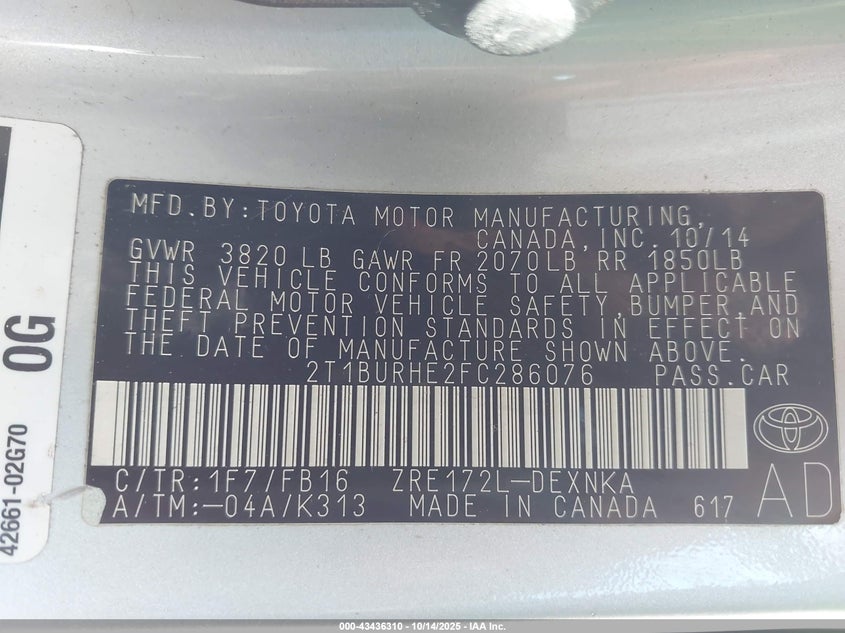 MFD.BY:TOYOTA MOTOR MANUFACTURING,
CANADA,INC. 10/14
GVWR 3820 LB GAWR FR 2070LB RR 1850LB
THIS VEHICLE CONFORMS TO ALL APPLICABLE
FEDERAL MOTOR VEHICLE SAFETY,BUMPER,AND
THEFT PREVENTION STANDARDS IN EFFECT ON
THE DATE OF MANUFACTURE SHOWN ABOVE.
2T1BURHE2FC286076 PASS.CAR
C/TR:1F7/FB16 ZRE172L-DEXNKA
A/TM:-04A/K313 MADE IN CANADA 617
AD
0G
42661-02G70
000-43436310 - 10/14/2025 - IAA Inc.